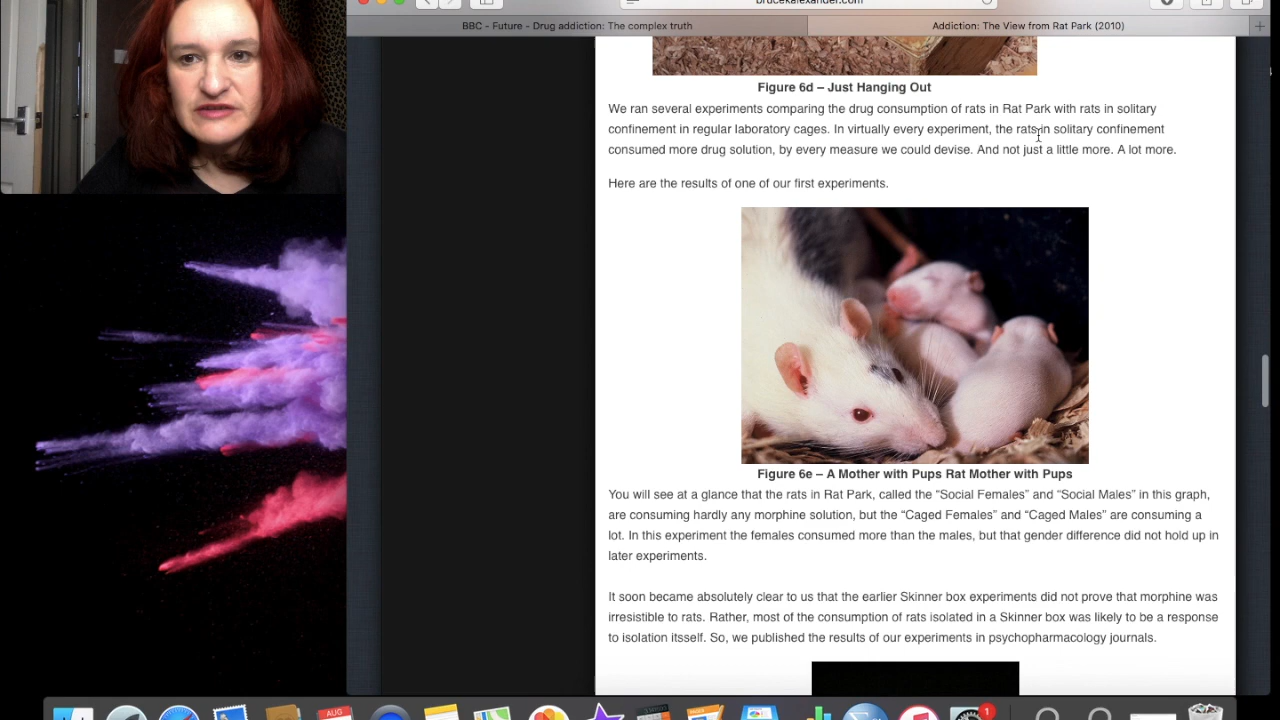 brucekalexander.com
BBC - Future - Drug addiction: The complex truth
Addiction: The View from Rat Park (2010)
Figure 6d – Just Hanging Out
We ran several experiments comparing the drug consumption of rats in Rat Park with rats in solitary
confinement in regular laboratory cages. In virtually every experiment, the rats in solitary confinement
consumed more drug solution, by every measure we could devise. And not just a little more. A lot more.
Here are the results of one of our first experiments.
Figure 6e – A Mother with Pups Rat Mother with Pups
You will see at a glance that the rats in Rat Park, called the “Social Females” and “Social Males” in this graph,
are consuming hardly any morphine solution, but the “Caged Females” and “Caged Males” are consuming a
lot. In this experiment the females consumed more than the males, but that gender difference did not hold up in
later experiments.
It soon became absolutely clear to us that the earlier Skinner box experiments did not prove that morphine was
irresistible to rats. Rather, most of the consumption of rats isolated in a Skinner box was likely to be a response
to isolation itsself. So, we published the results of our experiments in psychopharmacology journals.
AUG
1